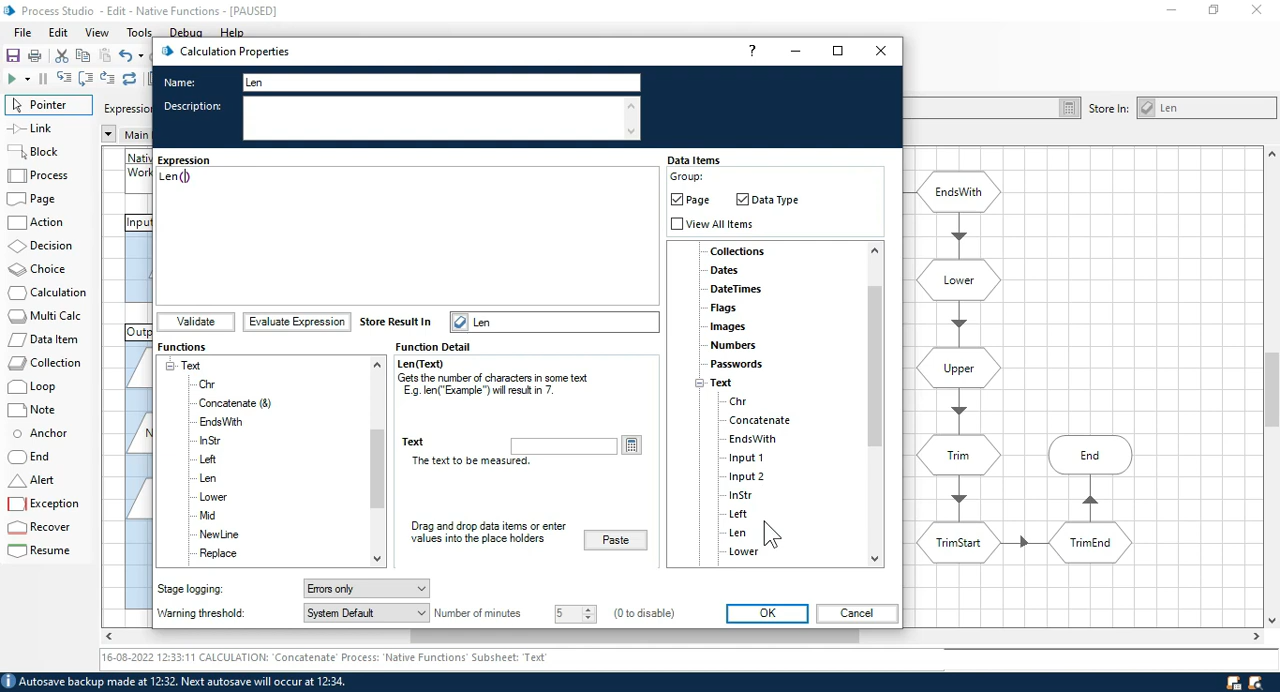 Process Studio - Edit - Native Functions - [PAUSED]
File Edit View Tools Debug Help
Calculation Properties
?
Name:
Len
Description:
Pointer
Link
Block
Process
Page
Action
Decision
Choice
Calculation
Multi Calc
Data Item
Collection
Loop
Note
Anchor
End
Alert
Exception
Recover
Resume
Expression
Main
Store In: Len
Expression
Len()
Data Items
Group:
Page
Data Type
View All Items
Collections
Dates
DateTimes
Flags
Images
Numbers
Passwords
Text
Chr
Concatenate
EndsWith
Input 1
Input 2
InStr
Left
Len
Lower
Validate
Evaluate Expression
Store Result In
Len
Functions
Text
Chr
Concatenate (&)
EndsWith
InStr
Left
Len
Lower
Mid
NewLine
Replace
Function Detail
Len(Text)
Gets the number of characters in some text
E.g. len("Example") will result in 7.
Text
The text to be measured.
Drag and drop data items or enter
values into the place holders
Paste
Stage logging:
Errors only
Warning threshold:
System Default
Number of minutes
5
(0 to disable)
OK
Cancel
EndsWith
Lower
Upper
Trim
TrimStart
TrimEnd
End
16-08-2022 12:33:11 CALCULATION: 'Concatenate' Process: 'Native Functions' Subsheet: 'Text'
Autosave backup made at 12:32. Next autosave will occur at 12:34.